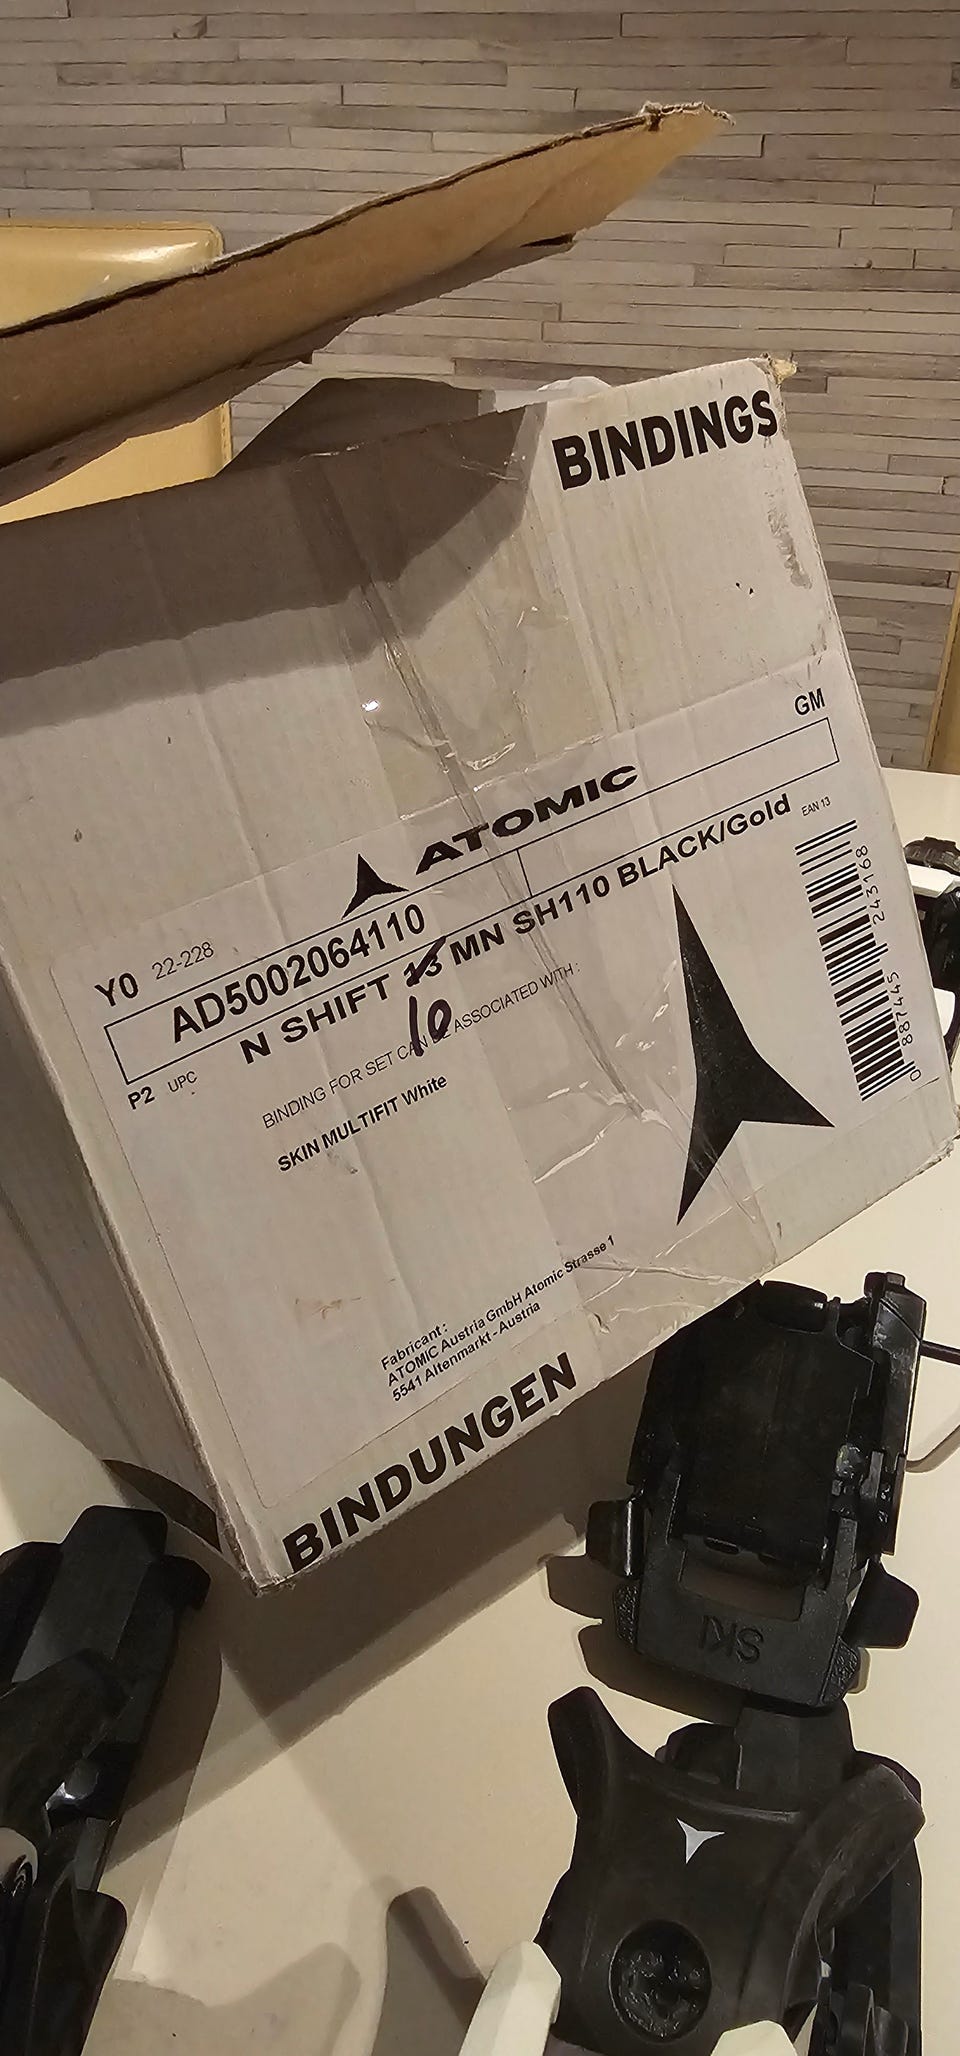 BINDINGS
GM
ATOMIC
Y0 22-228
AD5002064110
N SHIFT 13 MN SH110 BLACK/Gold
10
P2 UPC
EAN 13
BINDING FOR SET CAN BE ASSOCIATED WITH :
SKIN MULTIFIT White
0 887445 243168
Fabricant :
ATOMIC Austria GmbH Atomic Strasse 1
5541 Altenmarkt - Austria
BINDUNGEN
SKI